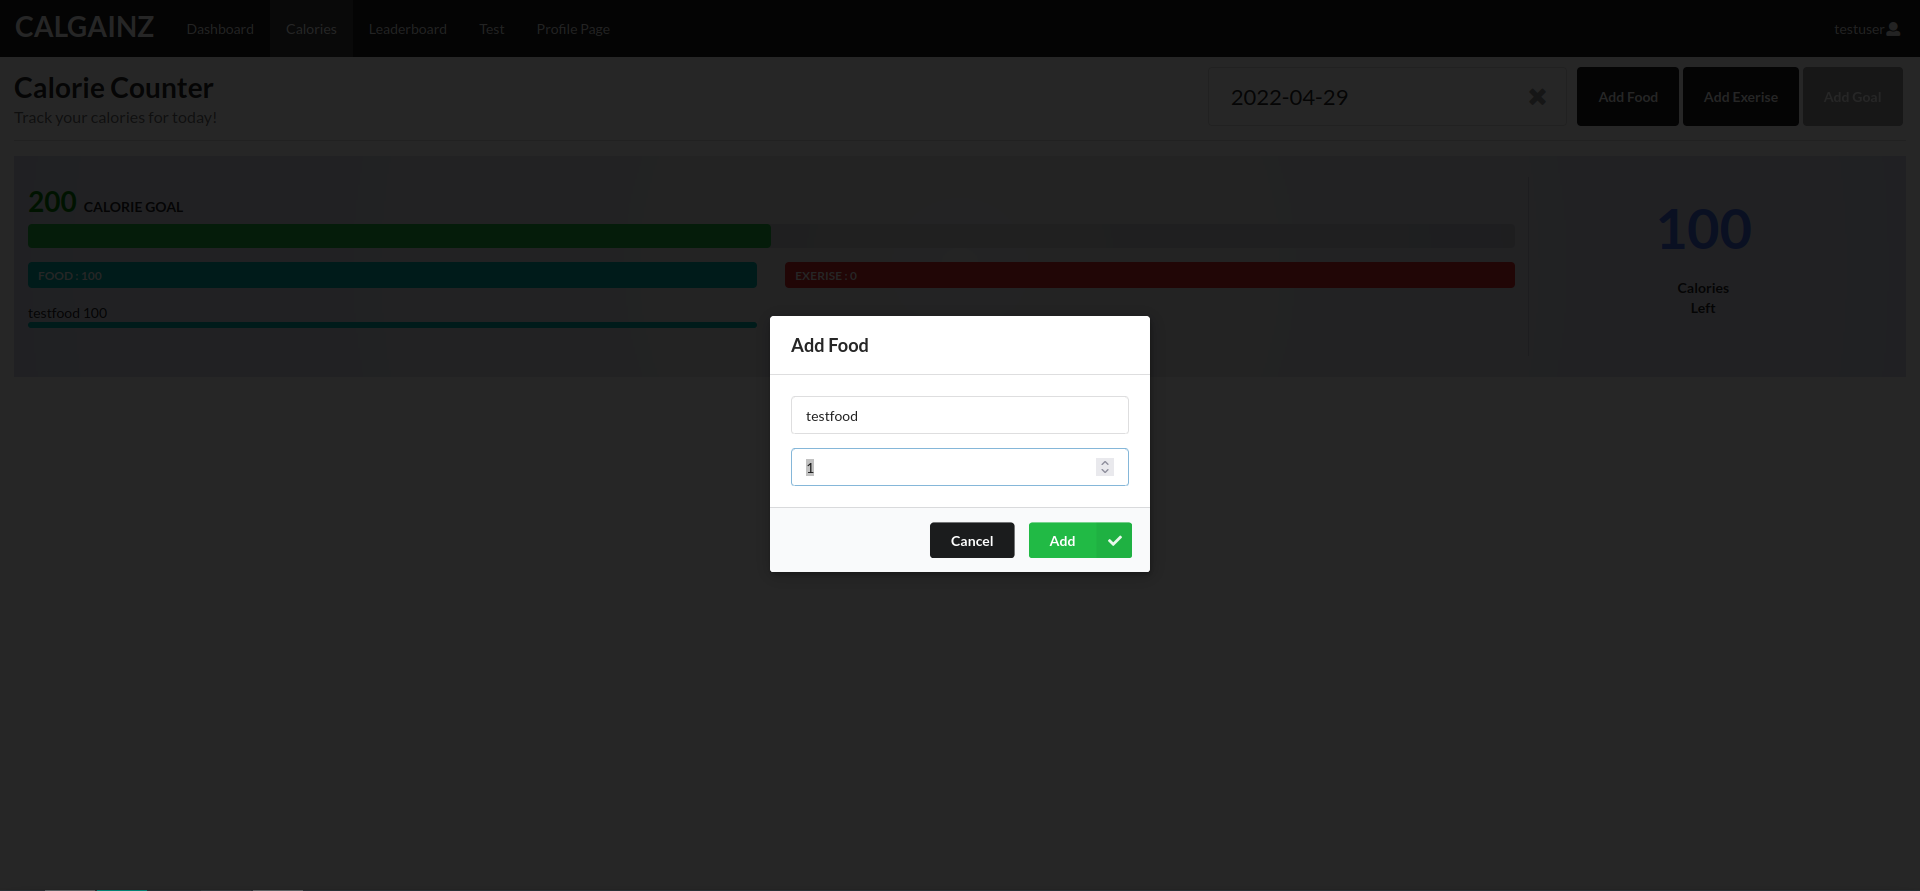 CALGAINZ Dashboard Calories Leaderboard Test Profile Page testuser
Calorie Counter
Track your calories for today!
2022-04-29
Add Food Add Exerise Add Goal
200 CALORIE GOAL
FOOD : 100
EXERISE : 0
testfood 100
100
Calories
Left
Add Food
testfood
1
Cancel Add